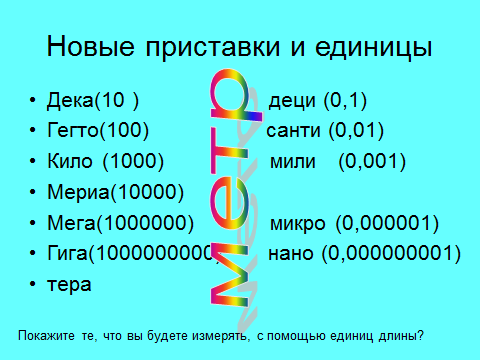 Новые приставки и единицы
• Дека(10 ) деци (0,1)
• Гегто(100) санти (0,01)
• Кило (1000) мили (0,001)
• Мериа(10000)
• Мега(1000000) микро (0,000001)
• Гига(1000000000) нано (0,000000001)
• тера
метр
Покажите те, что вы будете измерять, с помощью единиц длины?